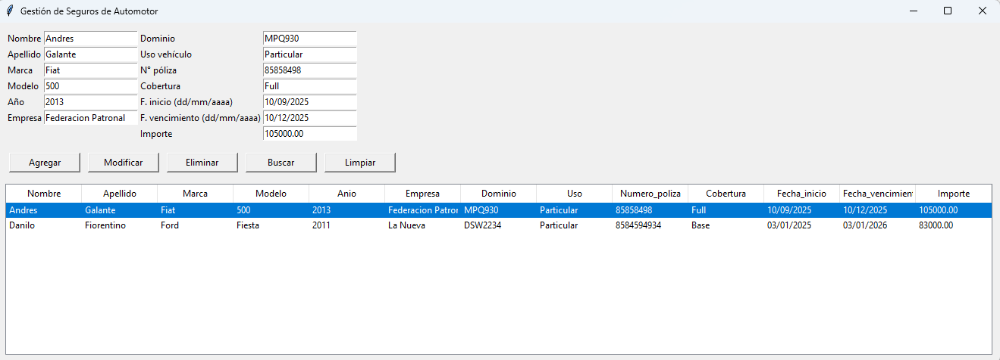 Gestión de Seguros de Automotor
Nombre Andres Dominio MPQ930
Apellido Galante Uso vehículo Particular
Marca Fiat N° póliza 85858498
Modelo 500 Cobertura Full
Año 2013 F. inicio (dd/mm/aaaa) 10/09/2025
Empresa Federacion Patronal F. vencimiento (dd/mm/aaaa) 10/12/2025
Importe 105000.00
Agregar Modificar Eliminar Buscar Limpiar
Nombre Apellido Marca Modelo Anio Empresa Dominio Uso Numero_poliza Cobertura Fecha_inicio Fecha_vencimien Importe
Andres Galante Fiat 500 2013 Federacion Patror MPQ930 Particular 85858498 Full 10/09/2025 10/12/2025 105000.00
Danilo Fiorentino Ford Fiesta 2011 La Nueva DSW2234 Particular 8584594934 Base 03/01/2025 03/01/2026 83000.00